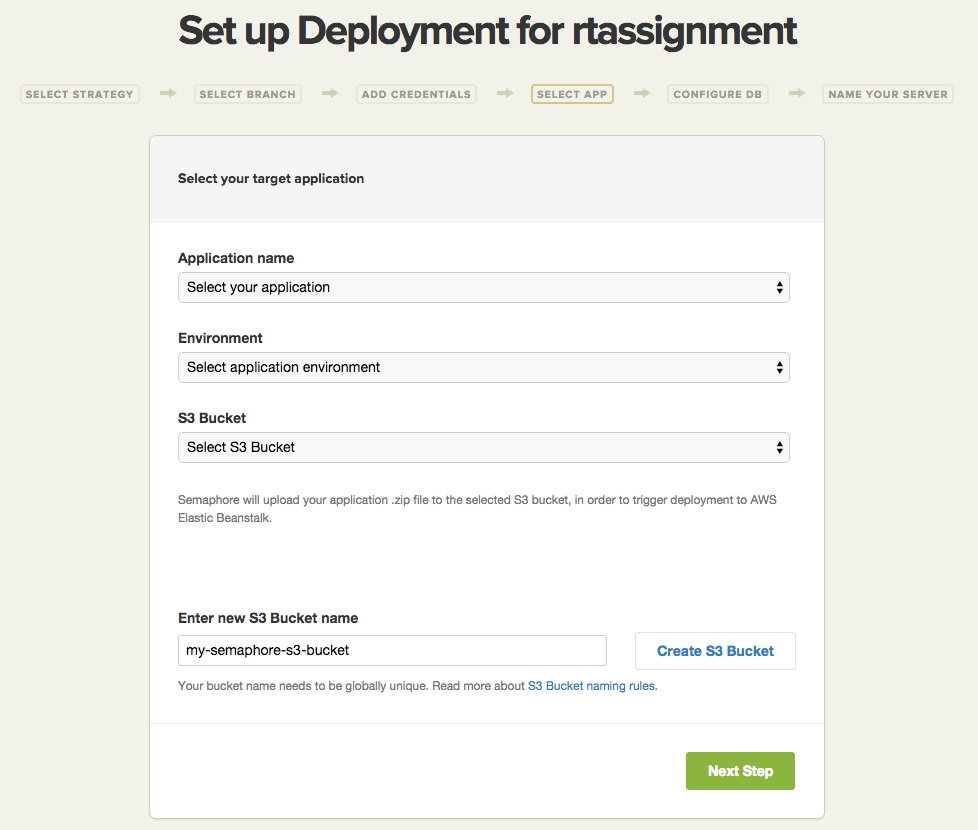 Set up Deployment for rtassignment
SELECT STRATEGY SELECT BRANCH ADD CREDENTIALS SELECT APP CONFIGURE DB NAME YOUR SERVER
Select your target application
Application name
Select your application
Environment
Select application environment
S3 Bucket
Select S3 Bucket
Semaphore will upload your application .zip file to the selected S3 bucket, in order to trigger deployment to AWS
Elastic Beanstalk.
Enter new S3 Bucket name
my-semaphore-s3-bucket
Create S3 Bucket
Your bucket name needs to be globally unique. Read more about S3 Bucket naming rules.
Next Step